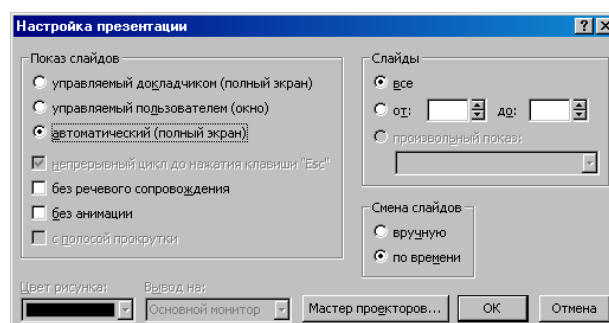 Настройка презентации
Показ слайдов
управляемый докладчиком (полный экран)
управляемый пользователем (окно)
автоматический (полный экран)
непрерывный цикл до нажатия клавиши "Esc"
без речевого сопровождения
без анимации
с полосой прокрутки
Слайды
все
от: до:
произвольный показ:
Смена слайдов
вручную
по времени
Цвет рисунка: Вывод на:
Основной монитор Мастер проекторов... ОК Отмена